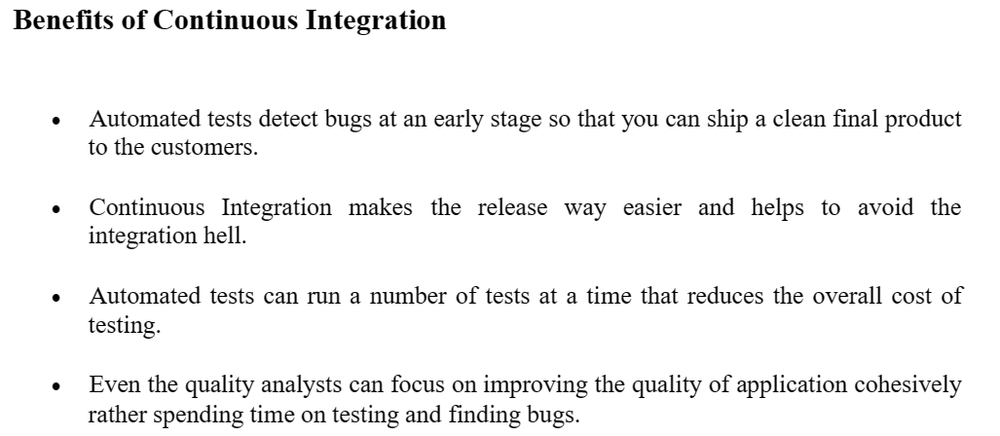 Benefits of Continuous Integration
• Automated tests detect bugs at an early stage so that you can ship a clean final product
to the customers.
• Continuous Integration makes the release way easier and helps to avoid the
integration hell.
• Automated tests can run a number of tests at a time that reduces the overall cost of
testing.
• Even the quality analysts can focus on improving the quality of application cohesively
rather spending time on testing and finding bugs.